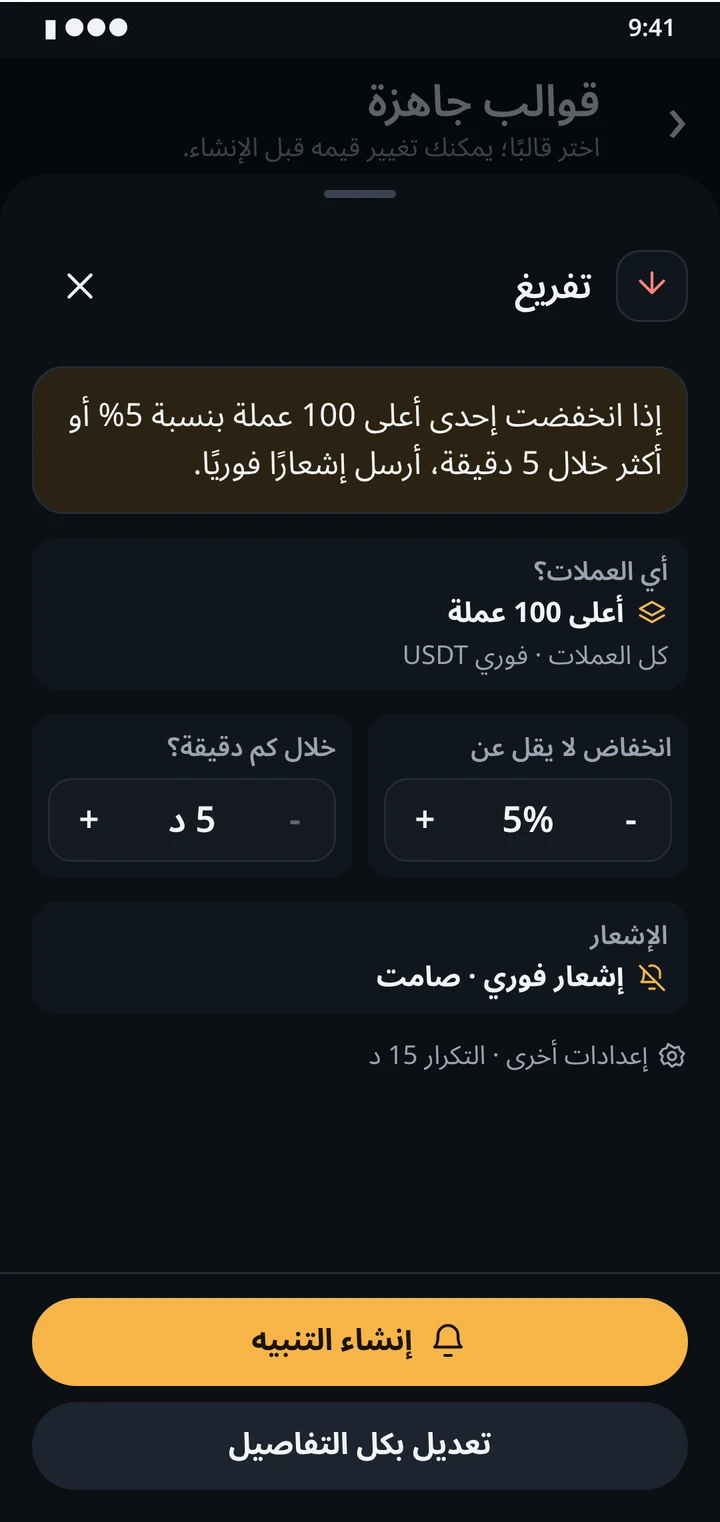 9:41
قوالب جاهزة
اختر قالبًا؛ يمكنك تغيير قيمه قبل الإنشاء.
تفريغ
إذا انخفضت إحدى أعلى 100 عملة بنسبة 5% أو
أكثر خلال 5 دقيقة، أرسل إشعارًا فوريًا.
أي العملات؟
أعلى 100 عملة
كل العملات · فوري USDT
انخفاض لا يقل عن
- 5% +
خلال كم دقيقة؟
- 5 د +
الإشعار
إشعار فوري · صامت
إعدادات أخرى · التكرار 15 د
إنشاء التنبيه
تعديل بكل التفاصيل